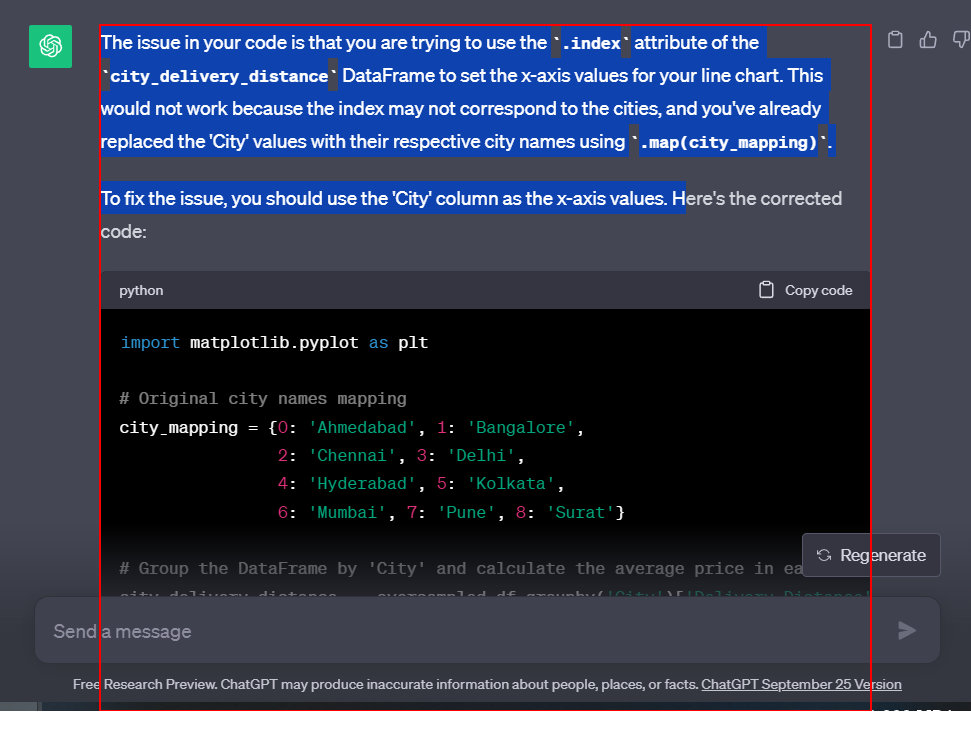 The issue in your code is that you are trying to use the `.index` attribute of the
`city_delivery_distance` DataFrame to set the x-axis values for your line chart. This
would not work because the index may not correspond to the cities, and you've already
replaced the 'City' values with their respective city names using `.map(city_mapping)`.
To fix the issue, you should use the 'City' column as the x-axis values. Here's the corrected
code:
python
Copy code
import matplotlib.pyplot as plt
# Original city names mapping
city_mapping = {0: 'Ahmedabad', 1: 'Bangalore',
2: 'Chennai', 3: 'Delhi',
4: 'Hyderabad', 5: 'Kolkata',
6: 'Mumbai', 7: 'Pune', 8: 'Surat'}
# Group the DataFrame by 'City' and calculate the average price in ea
Regenerate
city_delivery_distance = oversampled_df.groupby('City')['Delivery_Distance'
Send a message
Free Research Preview. ChatGPT may produce inaccurate information about people, places, or facts. ChatGPT September 25 Version